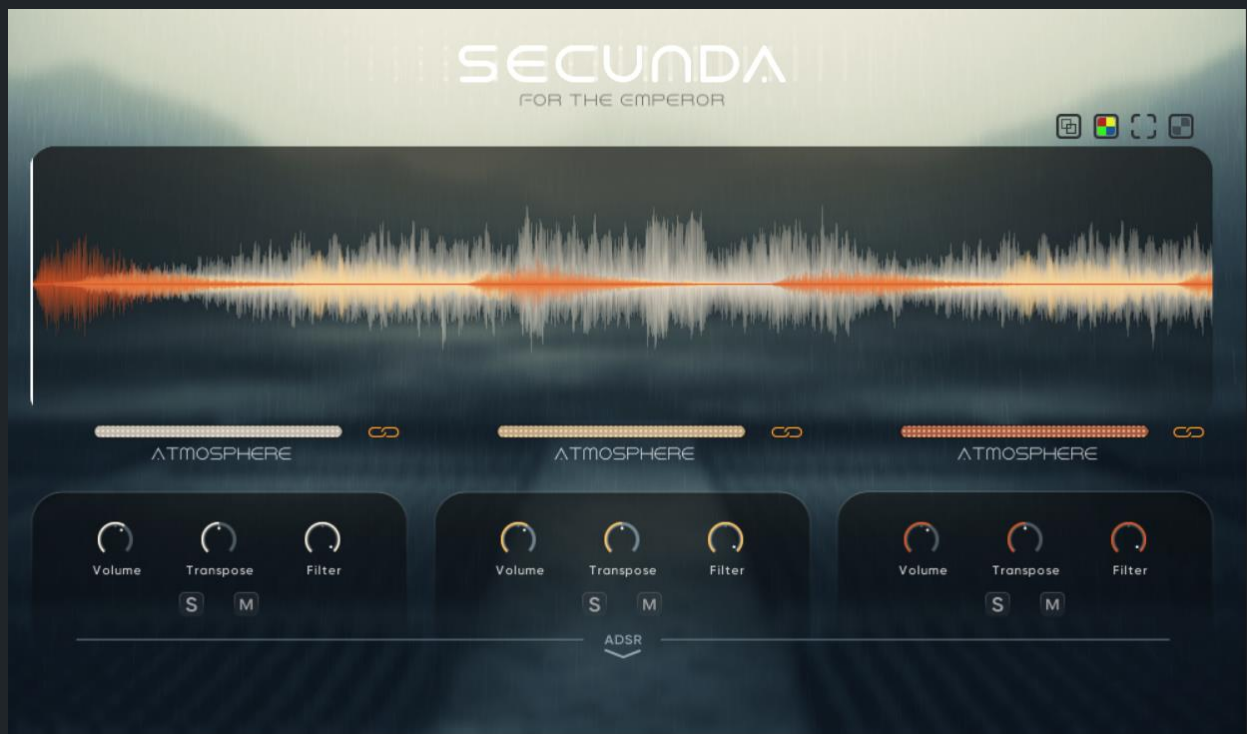 SECUNDA
FOR THE EMPEROR
ATMOSPHERE ATMOSPHERE ATMOSPHERE
Volume Transpose Filter Volume Transpose Filter Volume Transpose Filter
S M S M S M
ADSR